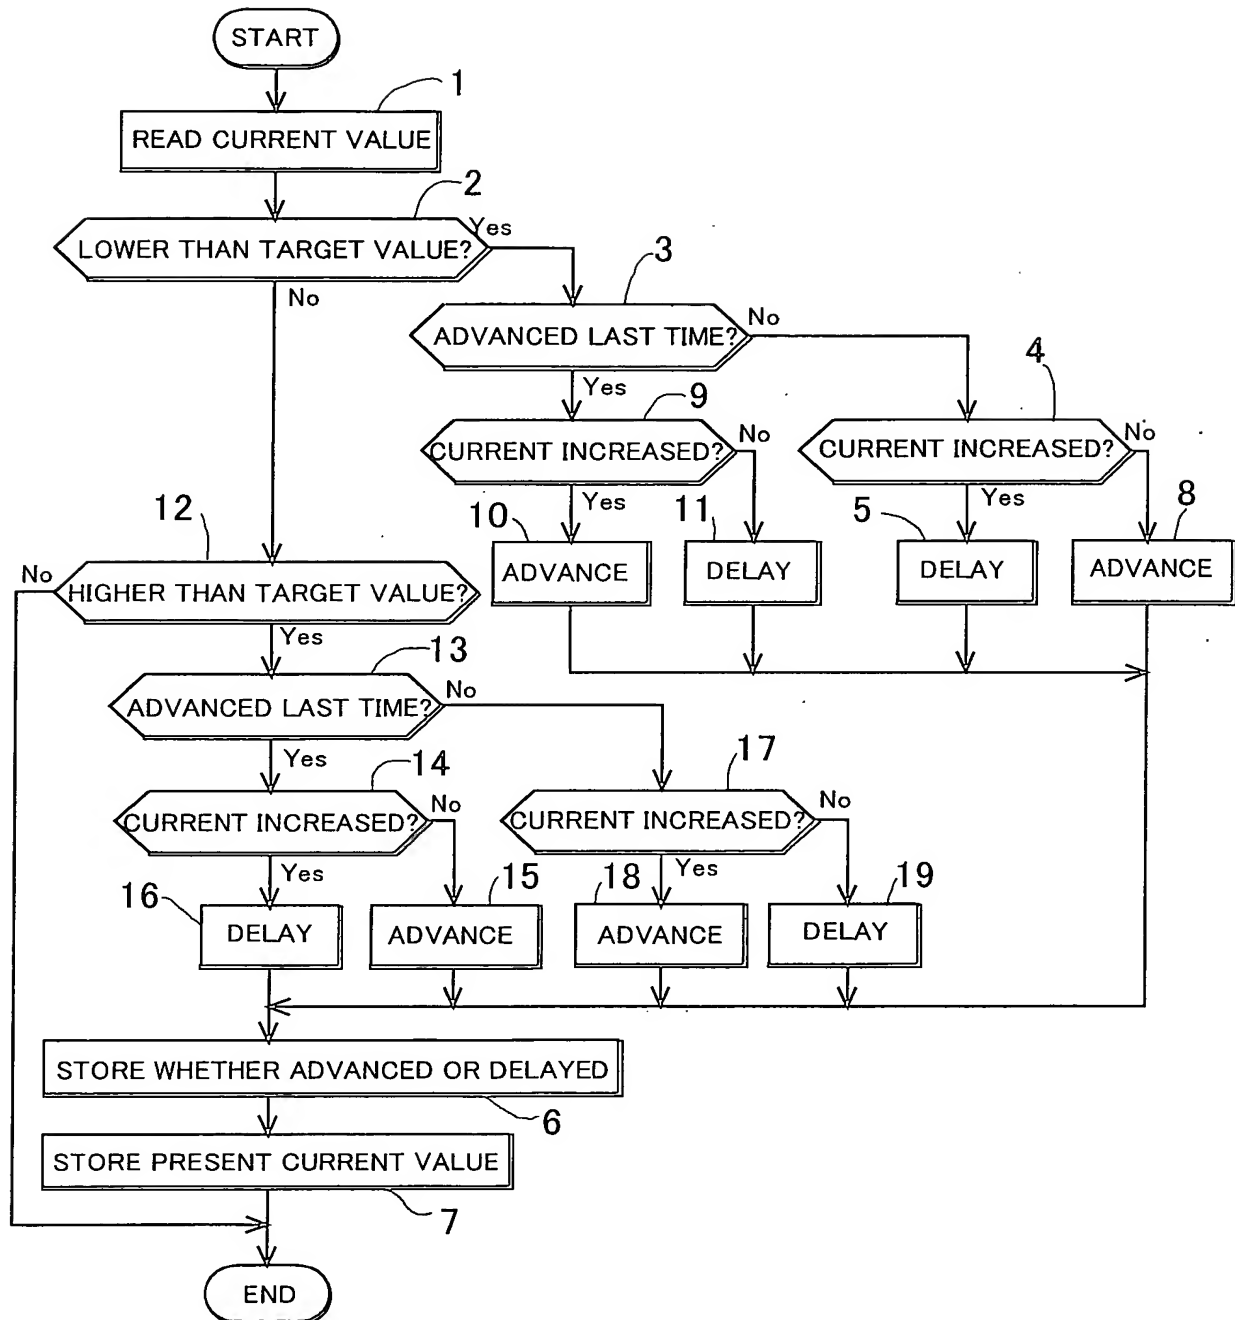 START
1
READ CURRENT VALUE
2
LOWER THAN TARGET VALUE?
Yes
No
3
ADVANCED LAST TIME?
No
Yes
4
9
CURRENT INCREASED?
No
Yes
CURRENT INCREASED?
No
Yes
10
ADVANCE
11
DELAY
5
DELAY
8
ADVANCE
12
No
HIGHER THAN TARGET VALUE?
Yes
13
ADVANCED LAST TIME?
No
Yes
14
CURRENT INCREASED?
No
Yes
17
CURRENT INCREASED?
No
Yes
16
DELAY
15
ADVANCE
18
ADVANCE
19
DELAY
STORE WHETHER ADVANCED OR DELAYED
6
STORE PRESENT CURRENT VALUE
7
END